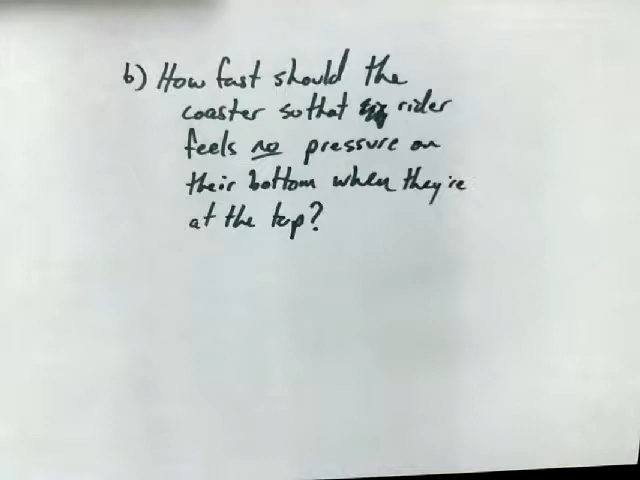 b) How fast should the
coaster so that rider
feels no pressure on
their bottom when they're
at the top?